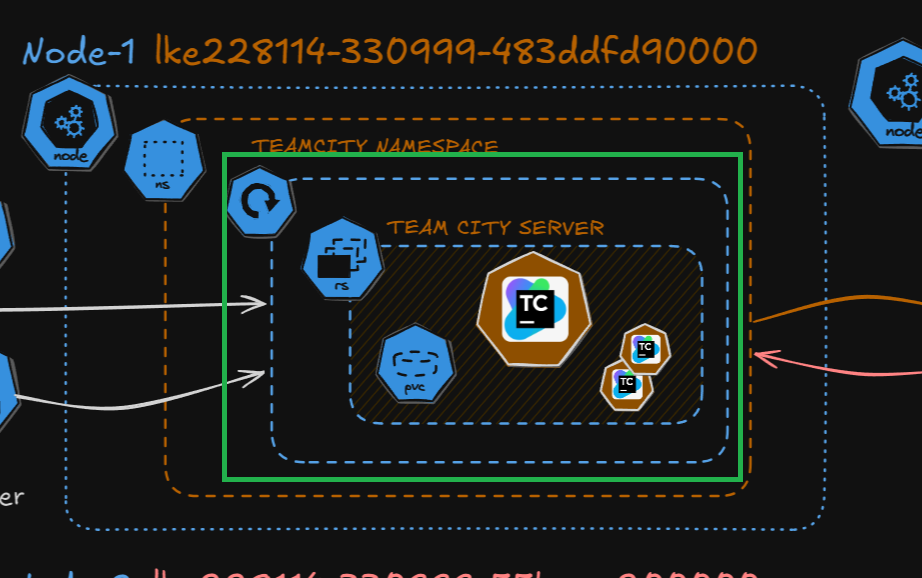 Node-1 lke228114-330999-483ddfd90000
node
node
ns
TEAMCITY NAMESPACE
TEAM CITY SERVER
rs
TC
pvc
TC
TC
er